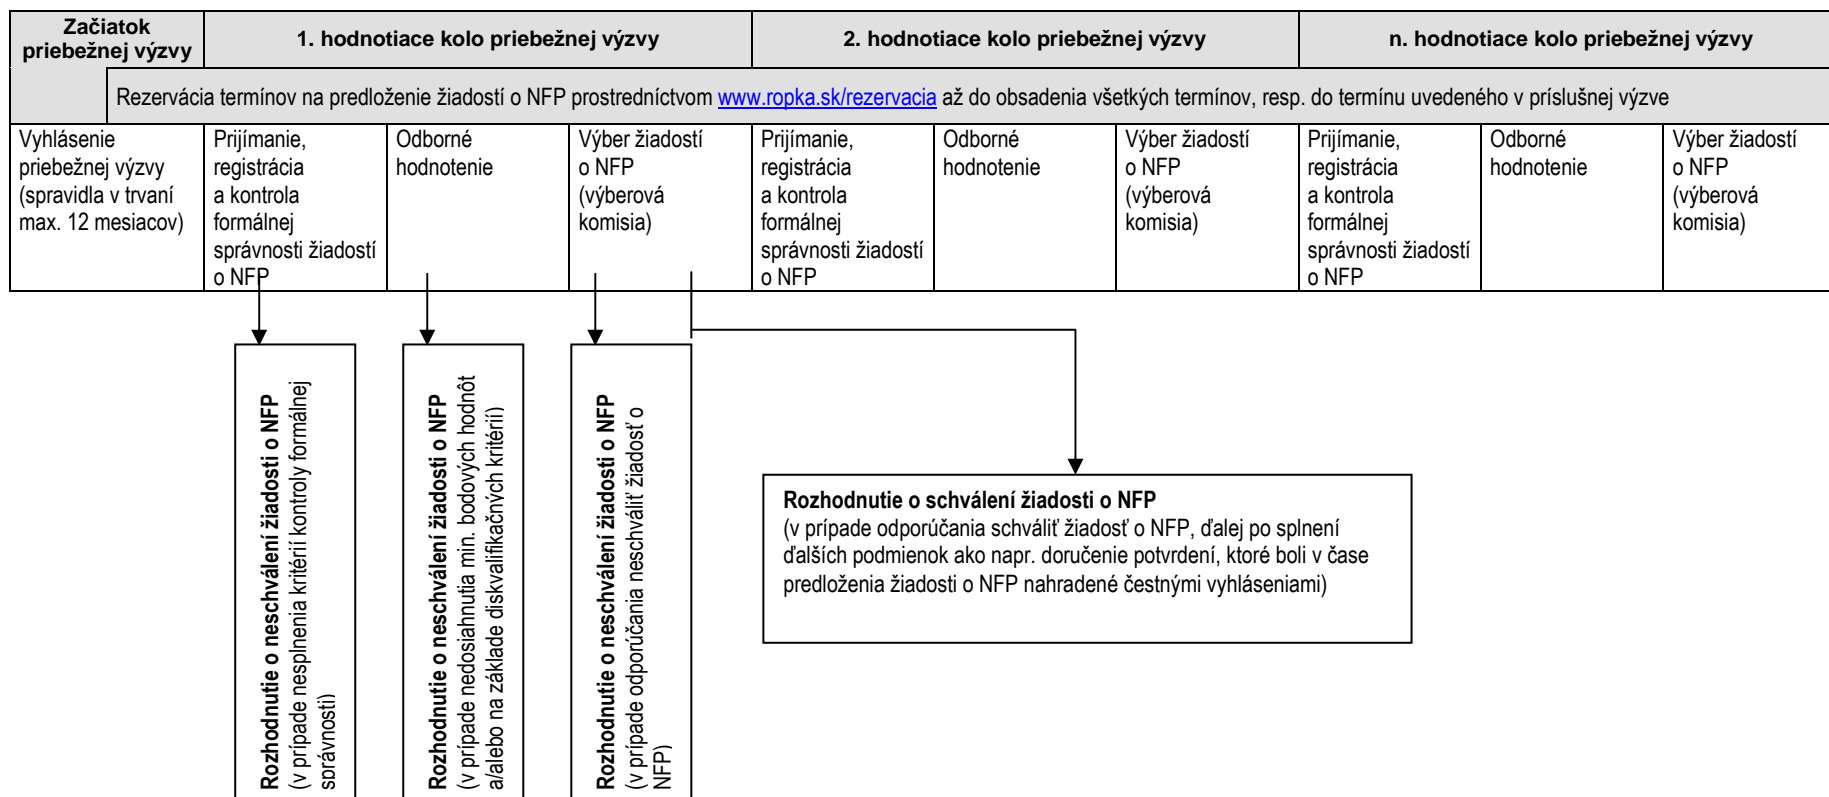 Začiatok
priebežnej výzvy
1. hodnotiace kolo priebežnej výzvy
2. hodnotiace kolo priebežnej výzvy
n. hodnotiace kolo priebežnej výzvy
Rezervácia termínov na predloženie žiadostí o NFP prostredníctvom www.ropka.sk/rezervacia až do obsadenia všetkých termínov, resp. do termínu uvedeného v príslušnej výzve
Vyhlásenie
priebežnej výzvy
(spravidla v trvaní
max. 12 mesiacov)
Prijímanie,
registrácia
a kontrola
formálnej
správnosti žiadostí
o NFP
Odborné
hodnotenie
Výber žiadostí
o NFP
(výberová
komisia)
Prijímanie,
registrácia
a kontrola
formálnej
správnosti žiadostí
o NFP
Odborné
hodnotenie
Výber žiadostí
o NFP
(výberová
komisia)
Prijímanie,
registrácia
a kontrola
formálnej
správnosti žiadostí
o NFP
Odborné
hodnotenie
Výber žiadostí
o NFP
(výberová
komisia)
Rozhodnutie o neschválení žiadosti o NFP
(v prípade nesplnenia kritérií kontroly formálnej
správnosti)
Rozhodnutie o neschválení žiadosti o NFP
(v prípade nedosiahnutia min. bodových hodnôt
a/alebo na základe diskvalifikačných kritérií)
Rozhodnutie o neschválení žiadosti o NFP
(v prípade odporúčania neschváliť žiadosť o
NFP)
Rozhodnutie o schválení žiadosti o NFP
(v prípade odporúčania schváliť žiadosť o NFP, ďalej po splnení
ďalších podmienok ako napr. doručenie potvrdení, ktoré boli v čase
predloženia žiadosti o NFP nahradené čestnými vyhláseniami)